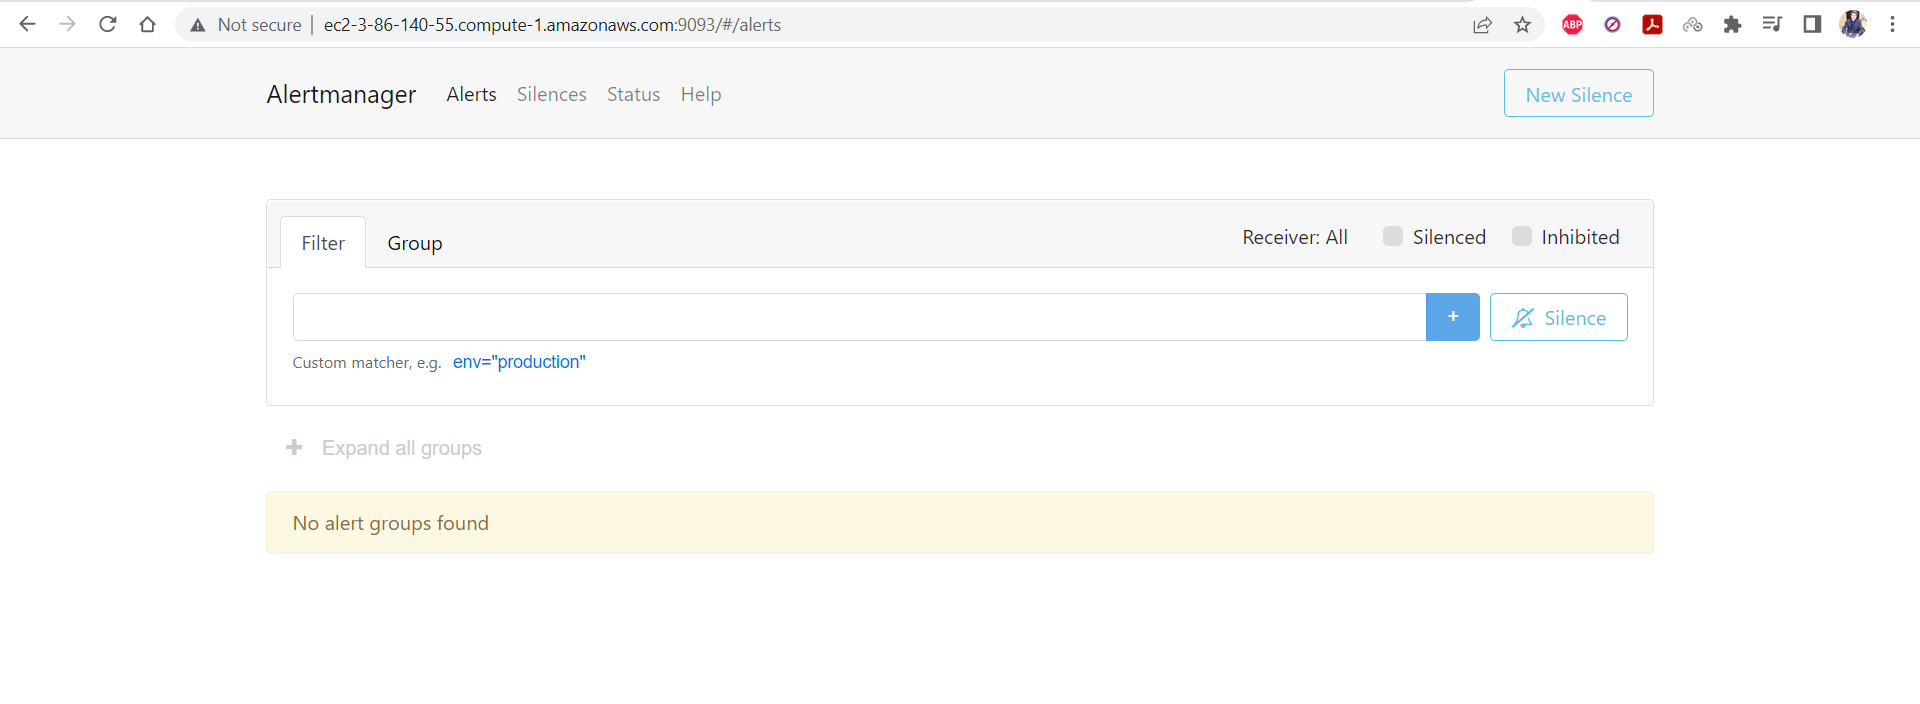 Not secure | ec2-3-86-140-55.compute-1.amazonaws.com:9093/#/alerts
ABP
Alertmanager Alerts Silences Status Help New Silence
Filter Group Receiver: All Silenced Inhibited
+ Silence
Custom matcher, e.g. env="production"
+ Expand all groups
No alert groups found